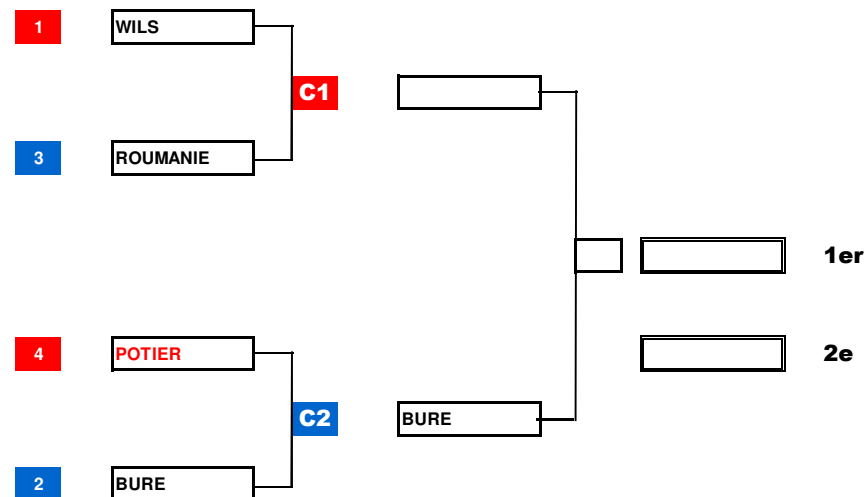 1 WILS
C1
3 ROUMANIE
1er
4 POTIER
2e
C2 BURE
2 BURE